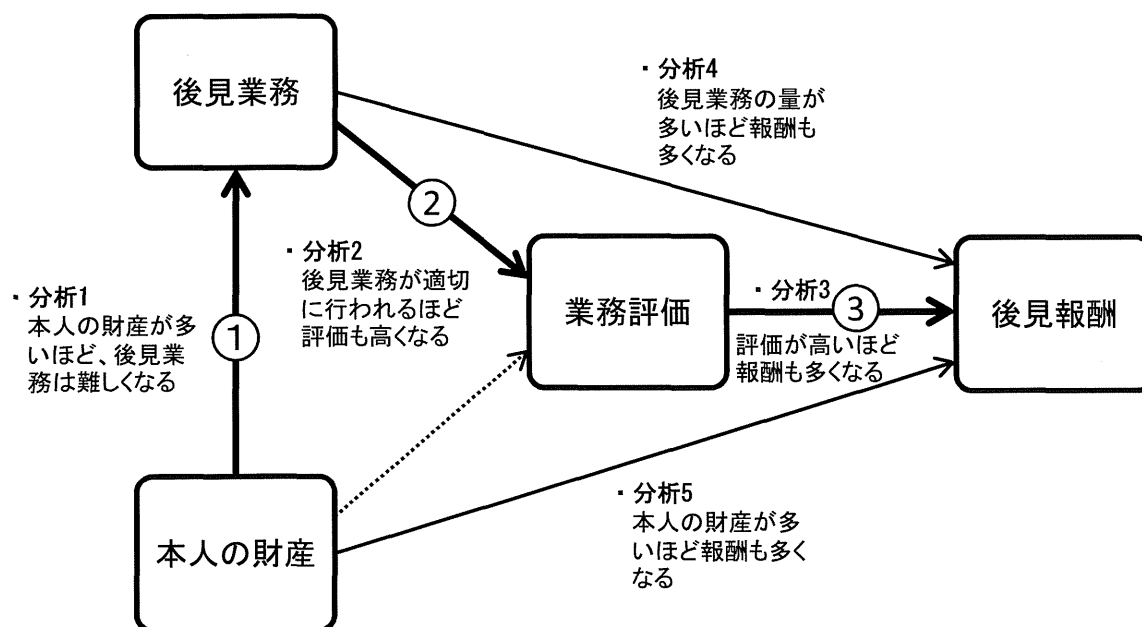 後見業務
・分析4
後見業務の量が
多いほど報酬も
多くなる
②
・分析2
後見業務が適切
に行われるほど
評価も高くなる
・分析1
本人の財産が多
いほど、後見業
務は難しくなる
①
業務評価
・分析3
③
評価が高いほど
報酬も多くなる
後見報酬
本人の財産
・分析5
本人の財産が多
いほど報酬も多く
なる